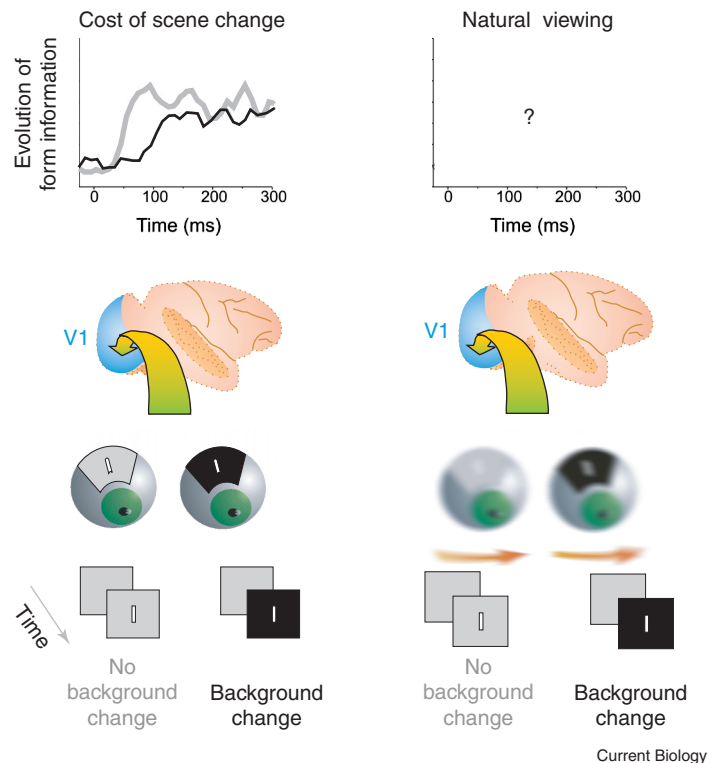 Cost of scene change
Natural viewing
Evolution of
form information
0
100
200
300
Time (ms)
?
0
100
200
300
Time (ms)
V1
V1
Time
No
background
change
Background
change
No
background
change
Background
change
Current Biology